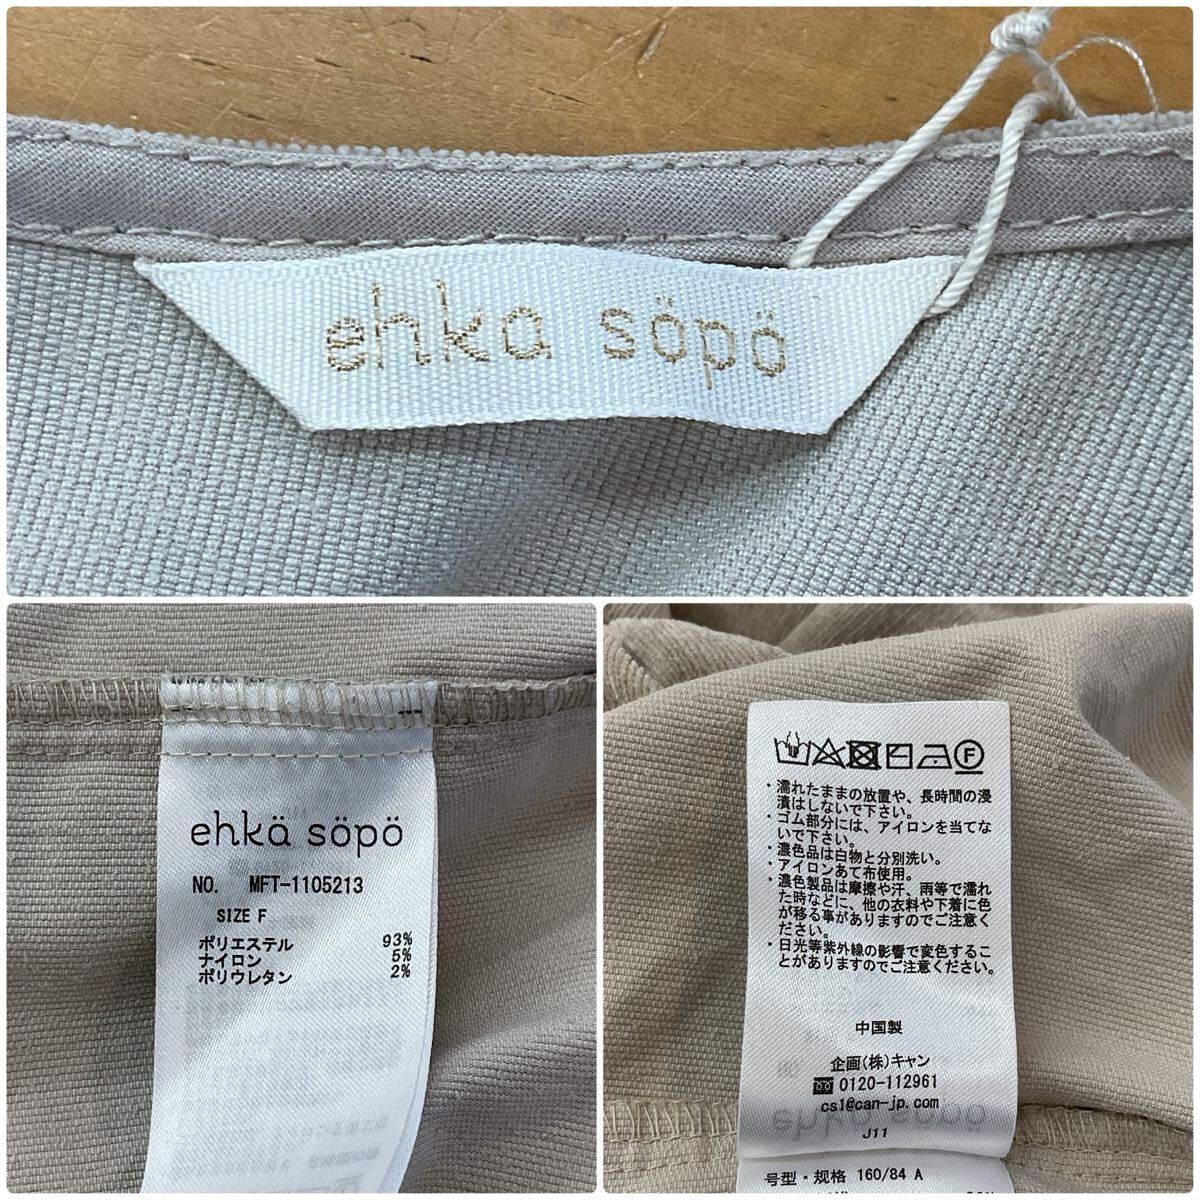 ehka söpö
ehkä söpö
NO. MFT-1105213
SIZE F
ポリエステル 93%
ナイロン 5%
ポリウレタン 2%
F
・濡れたままの放置や、長時間の浸
漬はしないで下さい。
・ゴム部分には、アイロンを当てな
いで下さい。
・濃色品は白物と分別洗い。
・アイロンあて布使用。
・濃色製品は摩擦や汗、雨等で濡れ
た時などに、他の衣料や下着に色
が移る事がありますのでご注意く
ださい。
・日光等紫外線の影響で変色するこ
とがありますのでご注意ください。
中国製
企画(株)キャン
0120-112961
cs1@can-jp.com
J11
号型・规格 160/84 A